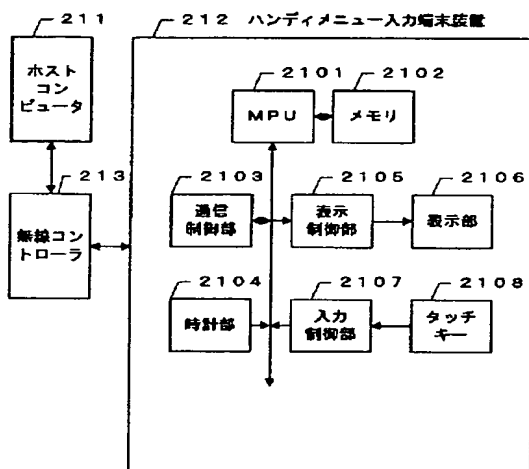 211
212 ハンディメニュー入力端末装置
ホスト
コン
ピュータ
2101
2102
MPU
メモリ
213
無線コン
トローラ
2103
2105
2106
通信
制御部
表示
制御部
表示部
2104
2107
2108
時計部
入力
制御部
タッチ
キー